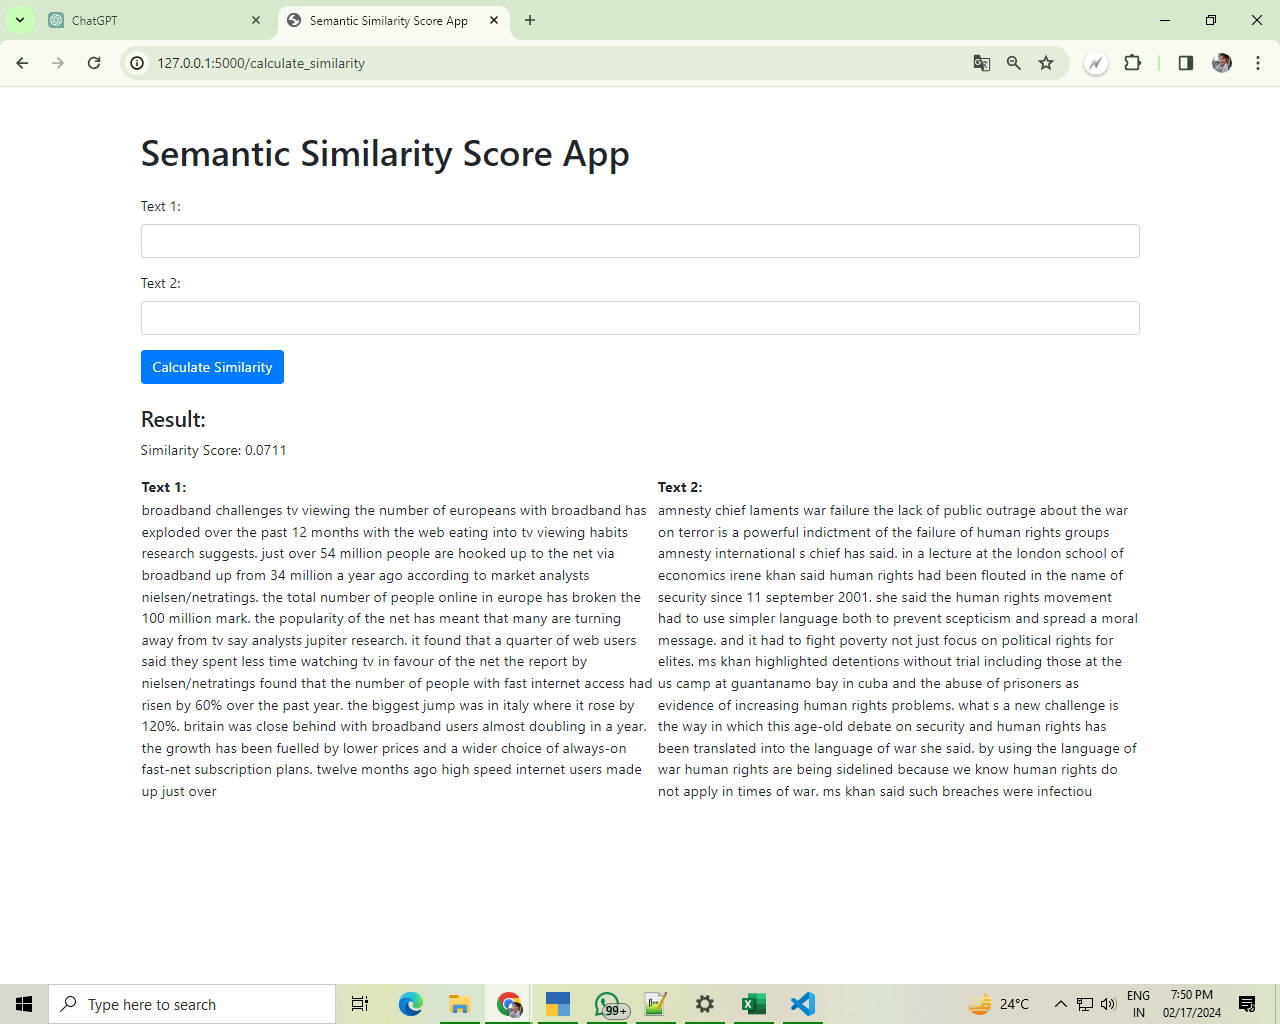 ChatGPT
Semantic Similarity Score App
127.0.0.1:5000/calculate_similarity
Semantic Similarity Score App
Text 1:
Text 2:
Calculate Similarity
Result:
Similarity Score: 0.0711
Text 1:
broadband challenges tv viewing the number of europeans with broadband has
exploded over the past 12 months with the web eating into tv viewing habits
research suggests. just over 54 million people are hooked up to the net via
broadband up from 34 million a year ago according to market analysts
nielsen/netratings. the total number of people online in europe has broken the
100 million mark. the popularity of the net has meant that many are turning
away from tv say analysts jupiter research. it found that a quarter of web users
said they spent less time watching tv in favour of the net the report by
nielsen/netratings found that the number of people with fast internet access had
risen by 60% over the past year. the biggest jump was in italy where it rose by
120%. britain was close behind with broadband users almost doubling in a year.
the growth has been fuelled by lower prices and a wider choice of always-on
fast-net subscription plans. twelve months ago high speed internet users made
up just over
Text 2:
amnesty chief laments war failure the lack of public outrage about the war
on terror is a powerful indictment of the failure of human rights groups
amnesty international s chief has said. in a lecture at the london school of
economics irene khan said human rights had been flouted in the name of
security since 11 september 2001. she said the human rights movement
had to use simpler language both to prevent scepticism and spread a moral
message. and it had to fight poverty not just focus on political rights for
elites. ms khan highlighted detentions without trial including those at the
us camp at guantanamo bay in cuba and the abuse of prisoners as
evidence of increasing human rights problems. what s a new challenge is
the way in which this age-old debate on security and human rights has
been translated into the language of war she said. by using the language of
war human rights are being sidelined because we know human rights do
not apply in times of war. ms khan said such breaches were infectiou
Type here to search
99+
24°C
ENG
IN
7:50 PM
02/17/2024